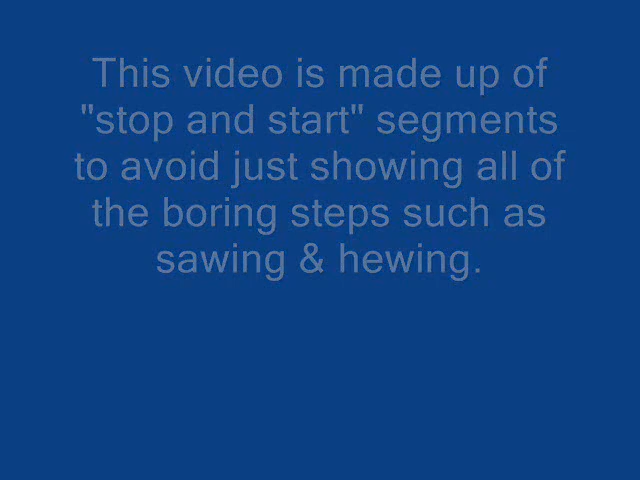 This video is made up of
"stop and start" segments
to avoid just showing all of
the boring steps such as
sawing & hewing.